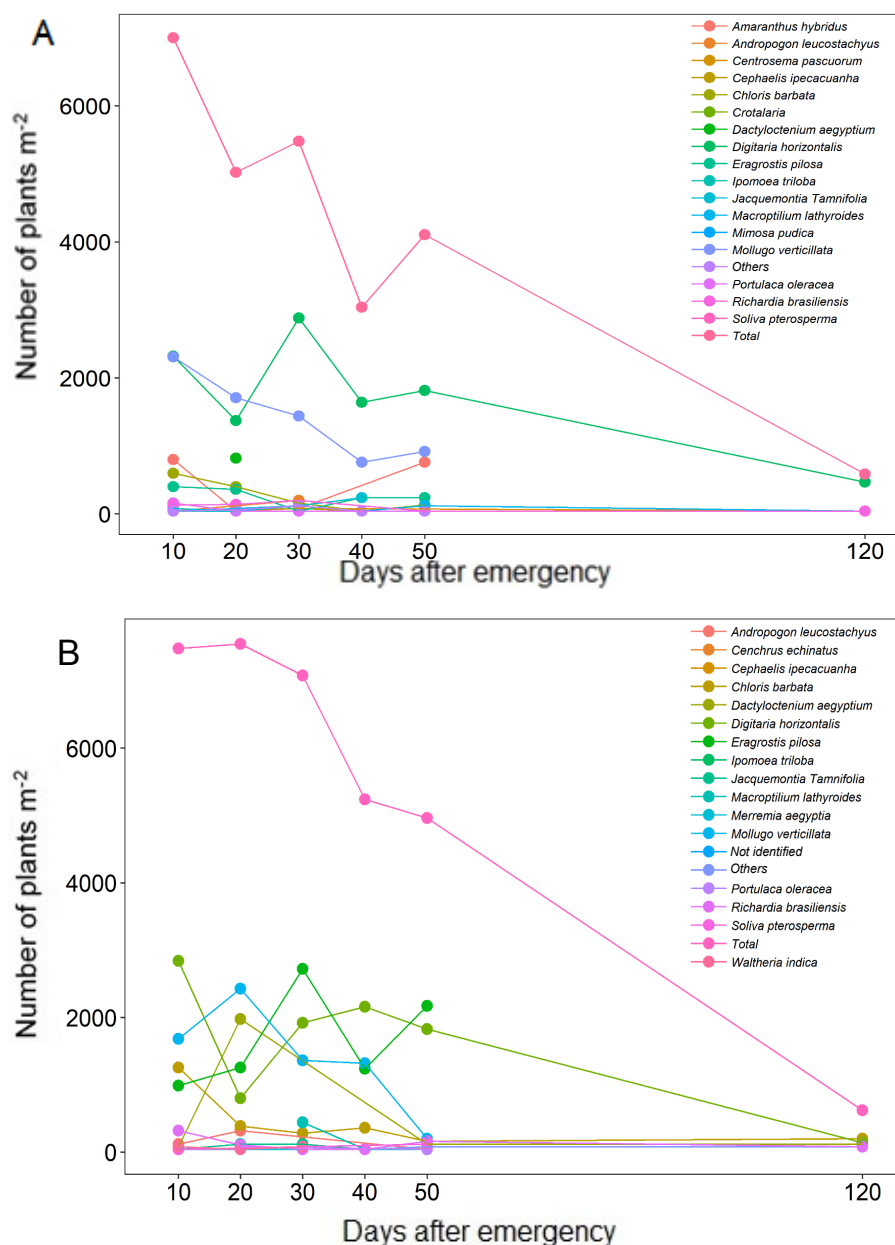 A
Number of plants m-2
6000
4000
2000
0
10 20 30 40 50 120
Days after emergency
Amaranthus hybridus
Andropogon leucostachyus
Centrosema pascuorum
Cephaelis ipecacuanha
Chloris barbata
Crotalaria
Dactyloctenium aegyptium
Digitaria horizontalis
Eragrostis pilosa
Ipomoea triloba
Jacquemontia Tamnifolia
Macroptilium lathyroides
Mimosa pudica
Mollugo verticillata
Others
Portulaca oleracea
Richardia brasiliensis
Soliva pterosperma
Total
B
Number of plants m-2
6000
4000
2000
0
10 20 30 40 50 120
Days after emergency
Andropogon leucostachyus
Cenchrus echinatus
Cephaelis ipecacuanha
Chloris barbata
Dactyloctenium aegyptium
Digitaria horizontalis
Eragrostis pilosa
Ipomoea triloba
Jacquemontia Tamnifolia
Macroptilium lathyroides
Merremia aegyptia
Mollugo verticillata
Not identified
Others
Portulaca oleracea
Richardia brasiliensis
Soliva pterosperma
Total
Waltheria indica